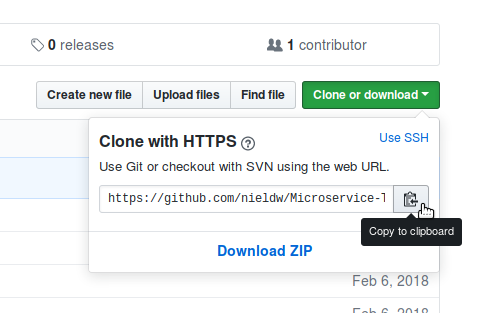 0 releases
1 contributor
Create new file
Upload files
Find file
Clone or download
Clone with HTTPS
Use SSH
Use Git or checkout with SVN using the web URL.
https://github.com/nieldw/Microservice-T
Copy to clipboard
Download ZIP
Feb 6, 2018
Feb 6, 2018